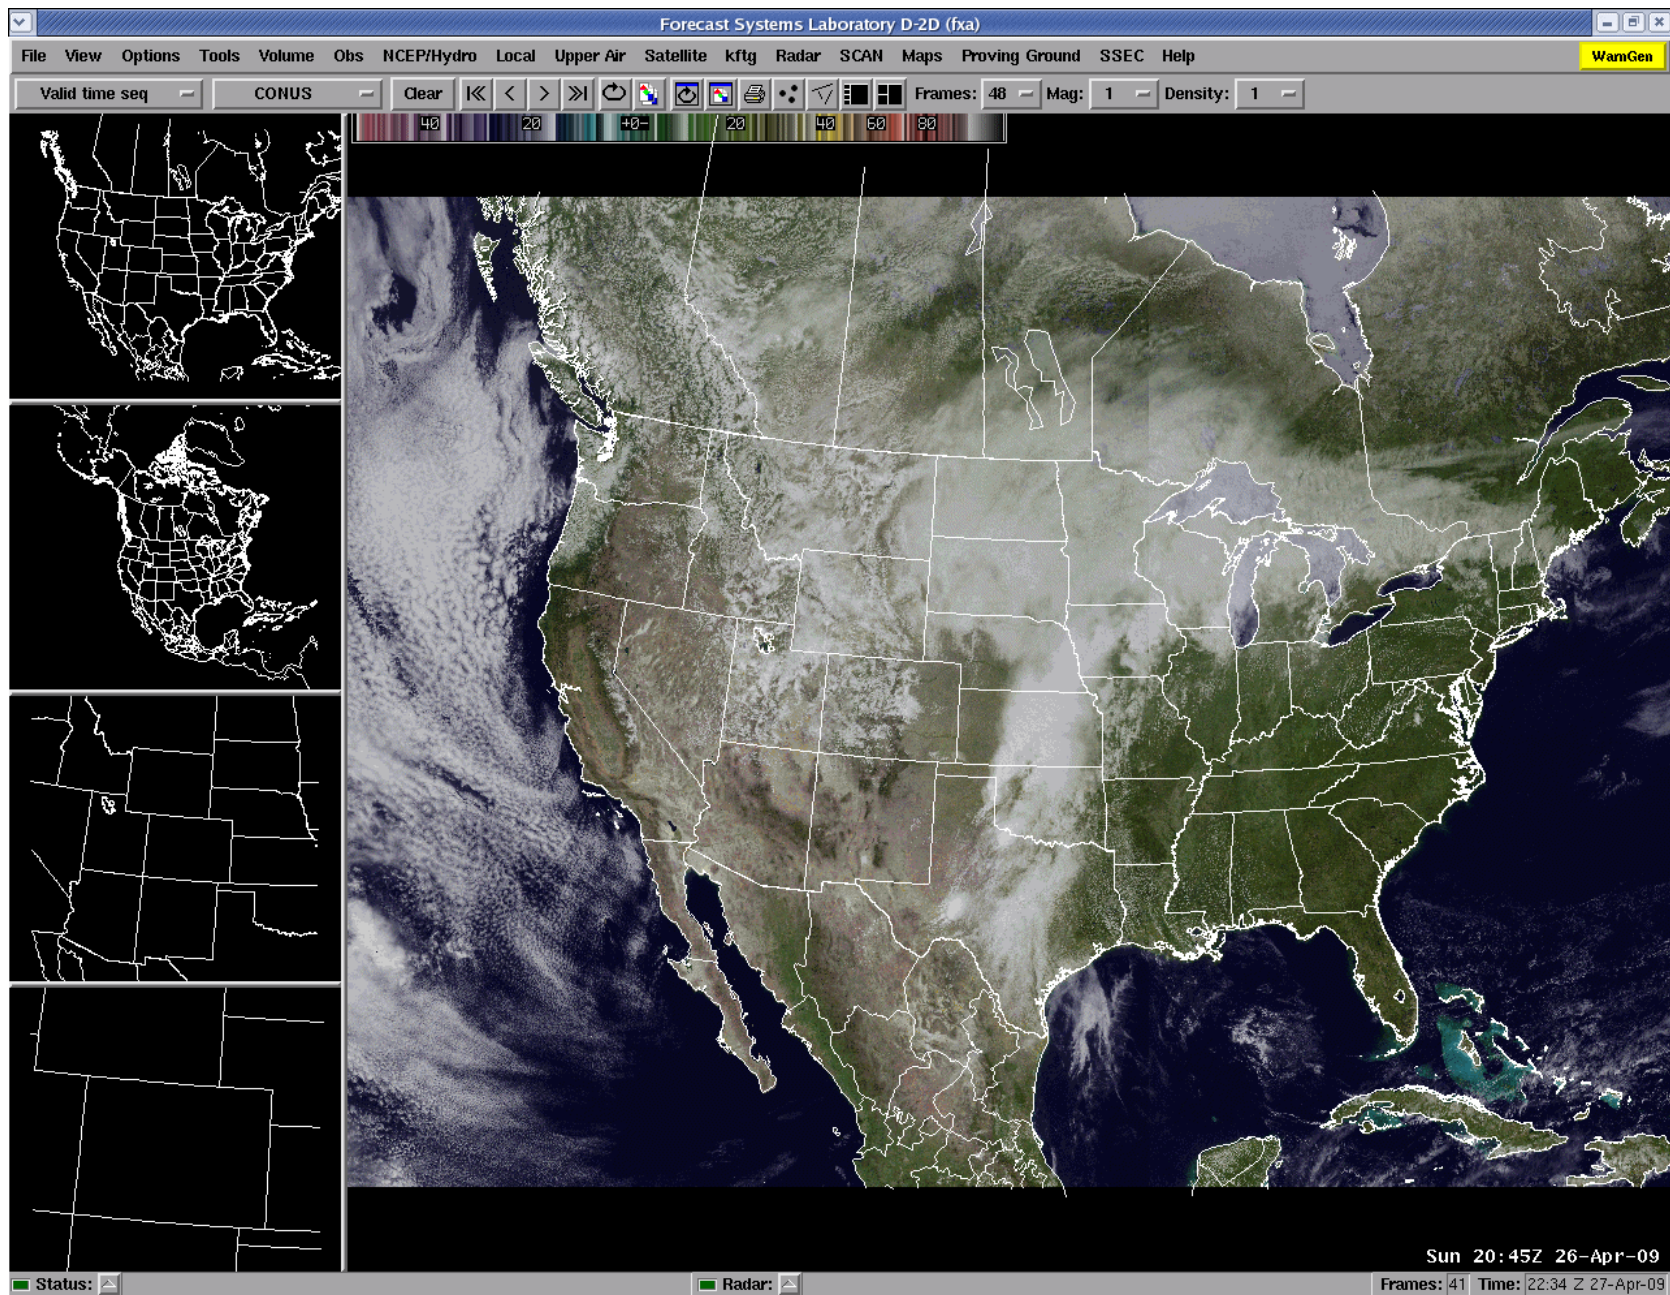 Forecast Systems Laboratory D-2D (fxa)
File View Options Tools Volume Obs NCEP/Hydro Local Upper Air Satellite kftg Radar SCAN Maps Proving Ground SSEC Help WarnGen
Valid time seq CONUS Clear Frames: 48 Mag: 1 Density: 1
40 20 +0- 20 40 60 80
Sun 20:45Z 26-Apr-09
Status: Radar: Frames: 41 Time: 22:34 Z 27-Apr-09